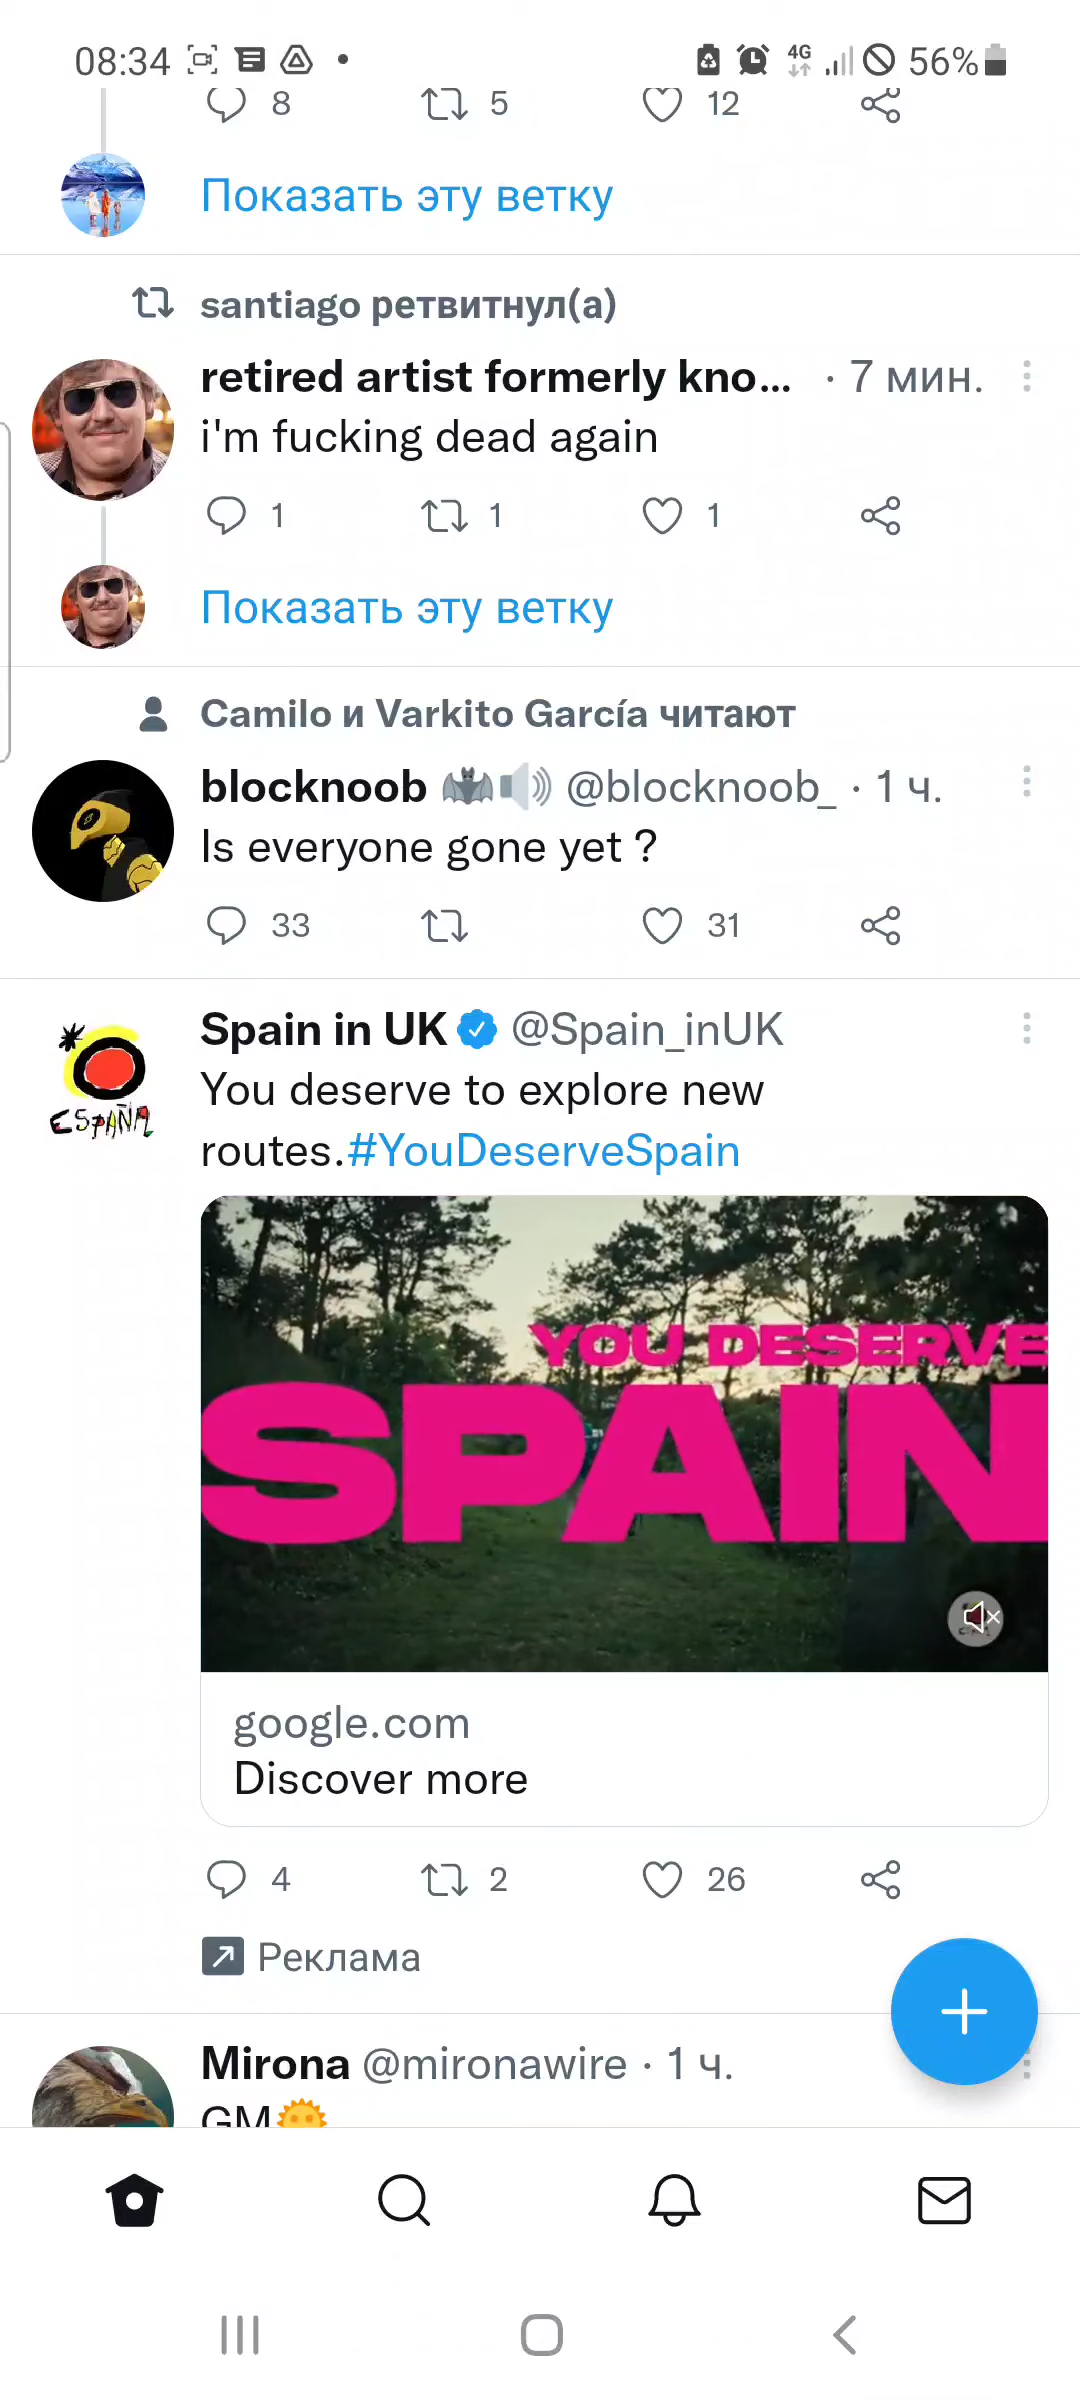 08:34 4G 56%
8 5 12
Показать эту ветку
santiago ретвитнул(а)
retired artist formerly kno... · 7 мин.
i'm fucking dead again
1 1 1
Показать эту ветку
Camilo и Varkito García читают
blocknoob 🦇🔊 @blocknoob_ · 1 ч.
Is everyone gone yet ?
33 31
ESPAÑA
Spain in UK @Spain_inUK
You deserve to explore new
routes.#YouDeserveSpain
YOU DESERVE
SPAIN
google.com
Discover more
4 2 26
Реклама
Mirona @mironawire · 1 ч.
GM🌞